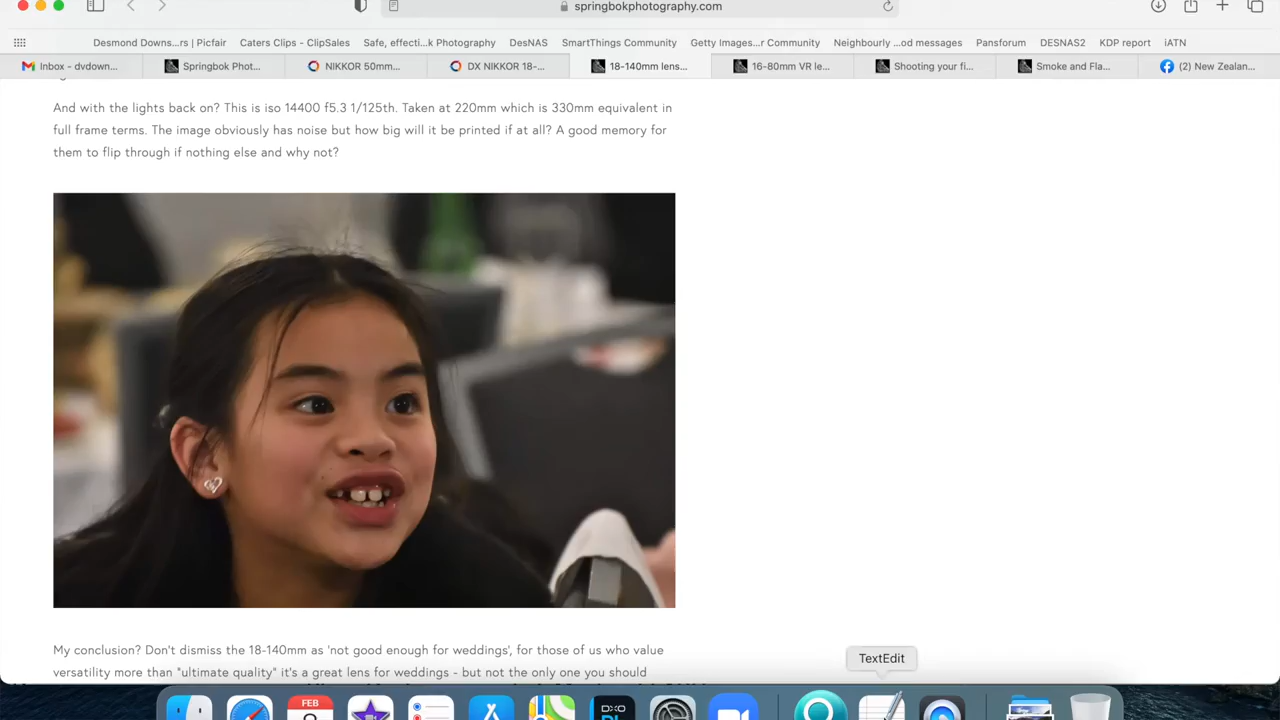 springbokphotography.com
Desmond Downs...rs | Picfair Caters Clips - ClipSales Safe, effecti...k Photography DesNAS SmartThings Community Getty Images...r Community Neighbourly ...od messages Pansforum DESNAS2 KDP report iATN
Inbox - dvdown... Springbok Phot... NIKKOR 50mm... DX NIKKOR 18-... 18-140mm lens... 16-80mm VR le... Shooting your fi... Smoke and Fla... (2) New Zealan...
And with the lights back on? This is iso 14400 f5.3 1/125th. Taken at 220mm which is 330mm equivalent in
full frame terms. The image obviously has noise but how big will it be printed if at all? A good memory for
them to flip through if nothing else and why not?
My conclusion? Don't dismiss the 18-140mm as 'not good enough for weddings', for those of us who value
versatility more than "ultimate quality" it's a great lens for weddings - but not the only one you should
TextEdit
FEB
DXO